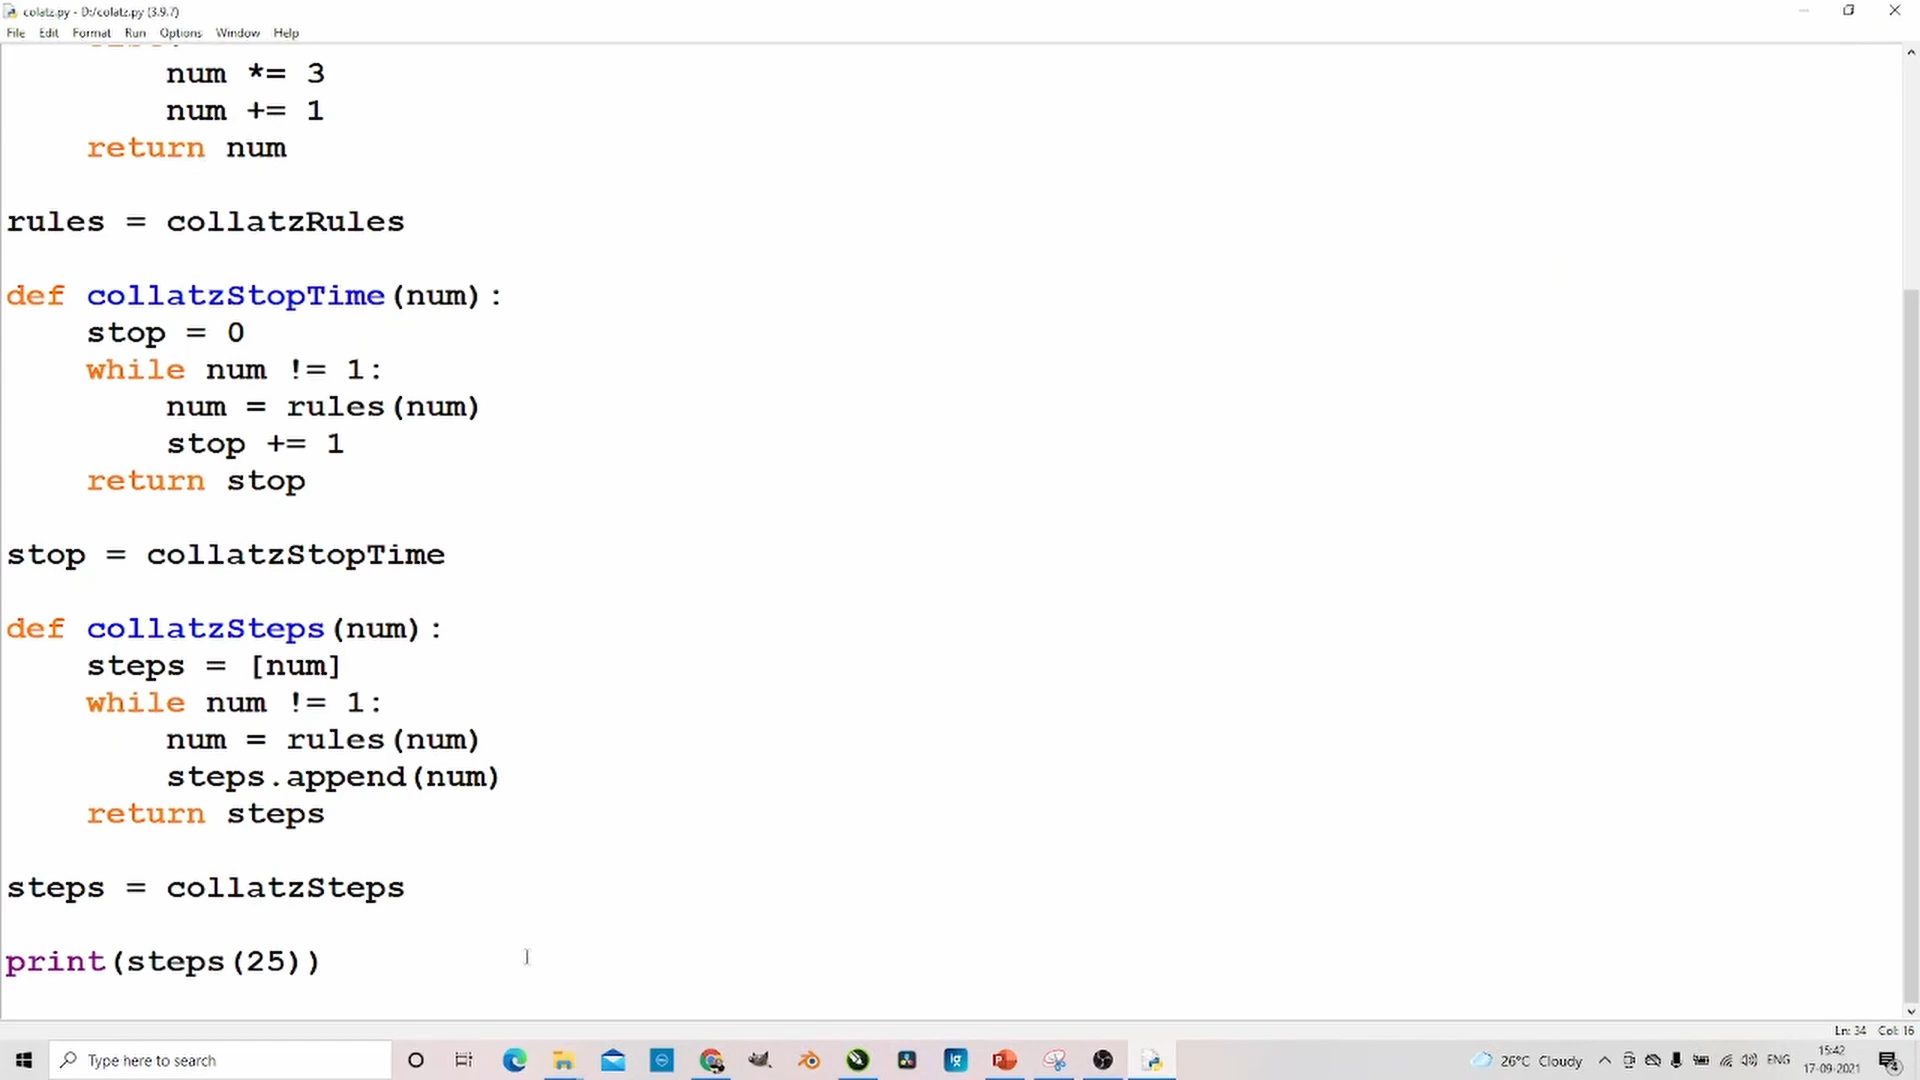 colatz.py - D:/colatz.py (3.9.7)
File Edit Format Run Options Window Help
        num *= 3
        num += 1
    return num
rules = collatzRules
def collatzStopTime(num):
    stop = 0
    while num != 1:
        num = rules(num)
        stop += 1
    return stop
stop = collatzStopTime
def collatzSteps(num):
    steps = [num]
    while num != 1:
        num = rules(num)
        steps.append(num)
    return steps
steps = collatzSteps
print(steps(25))
Ln: 34 Col: 16
Type here to search
26°C Cloudy
ENG
15:42
17-09-2021